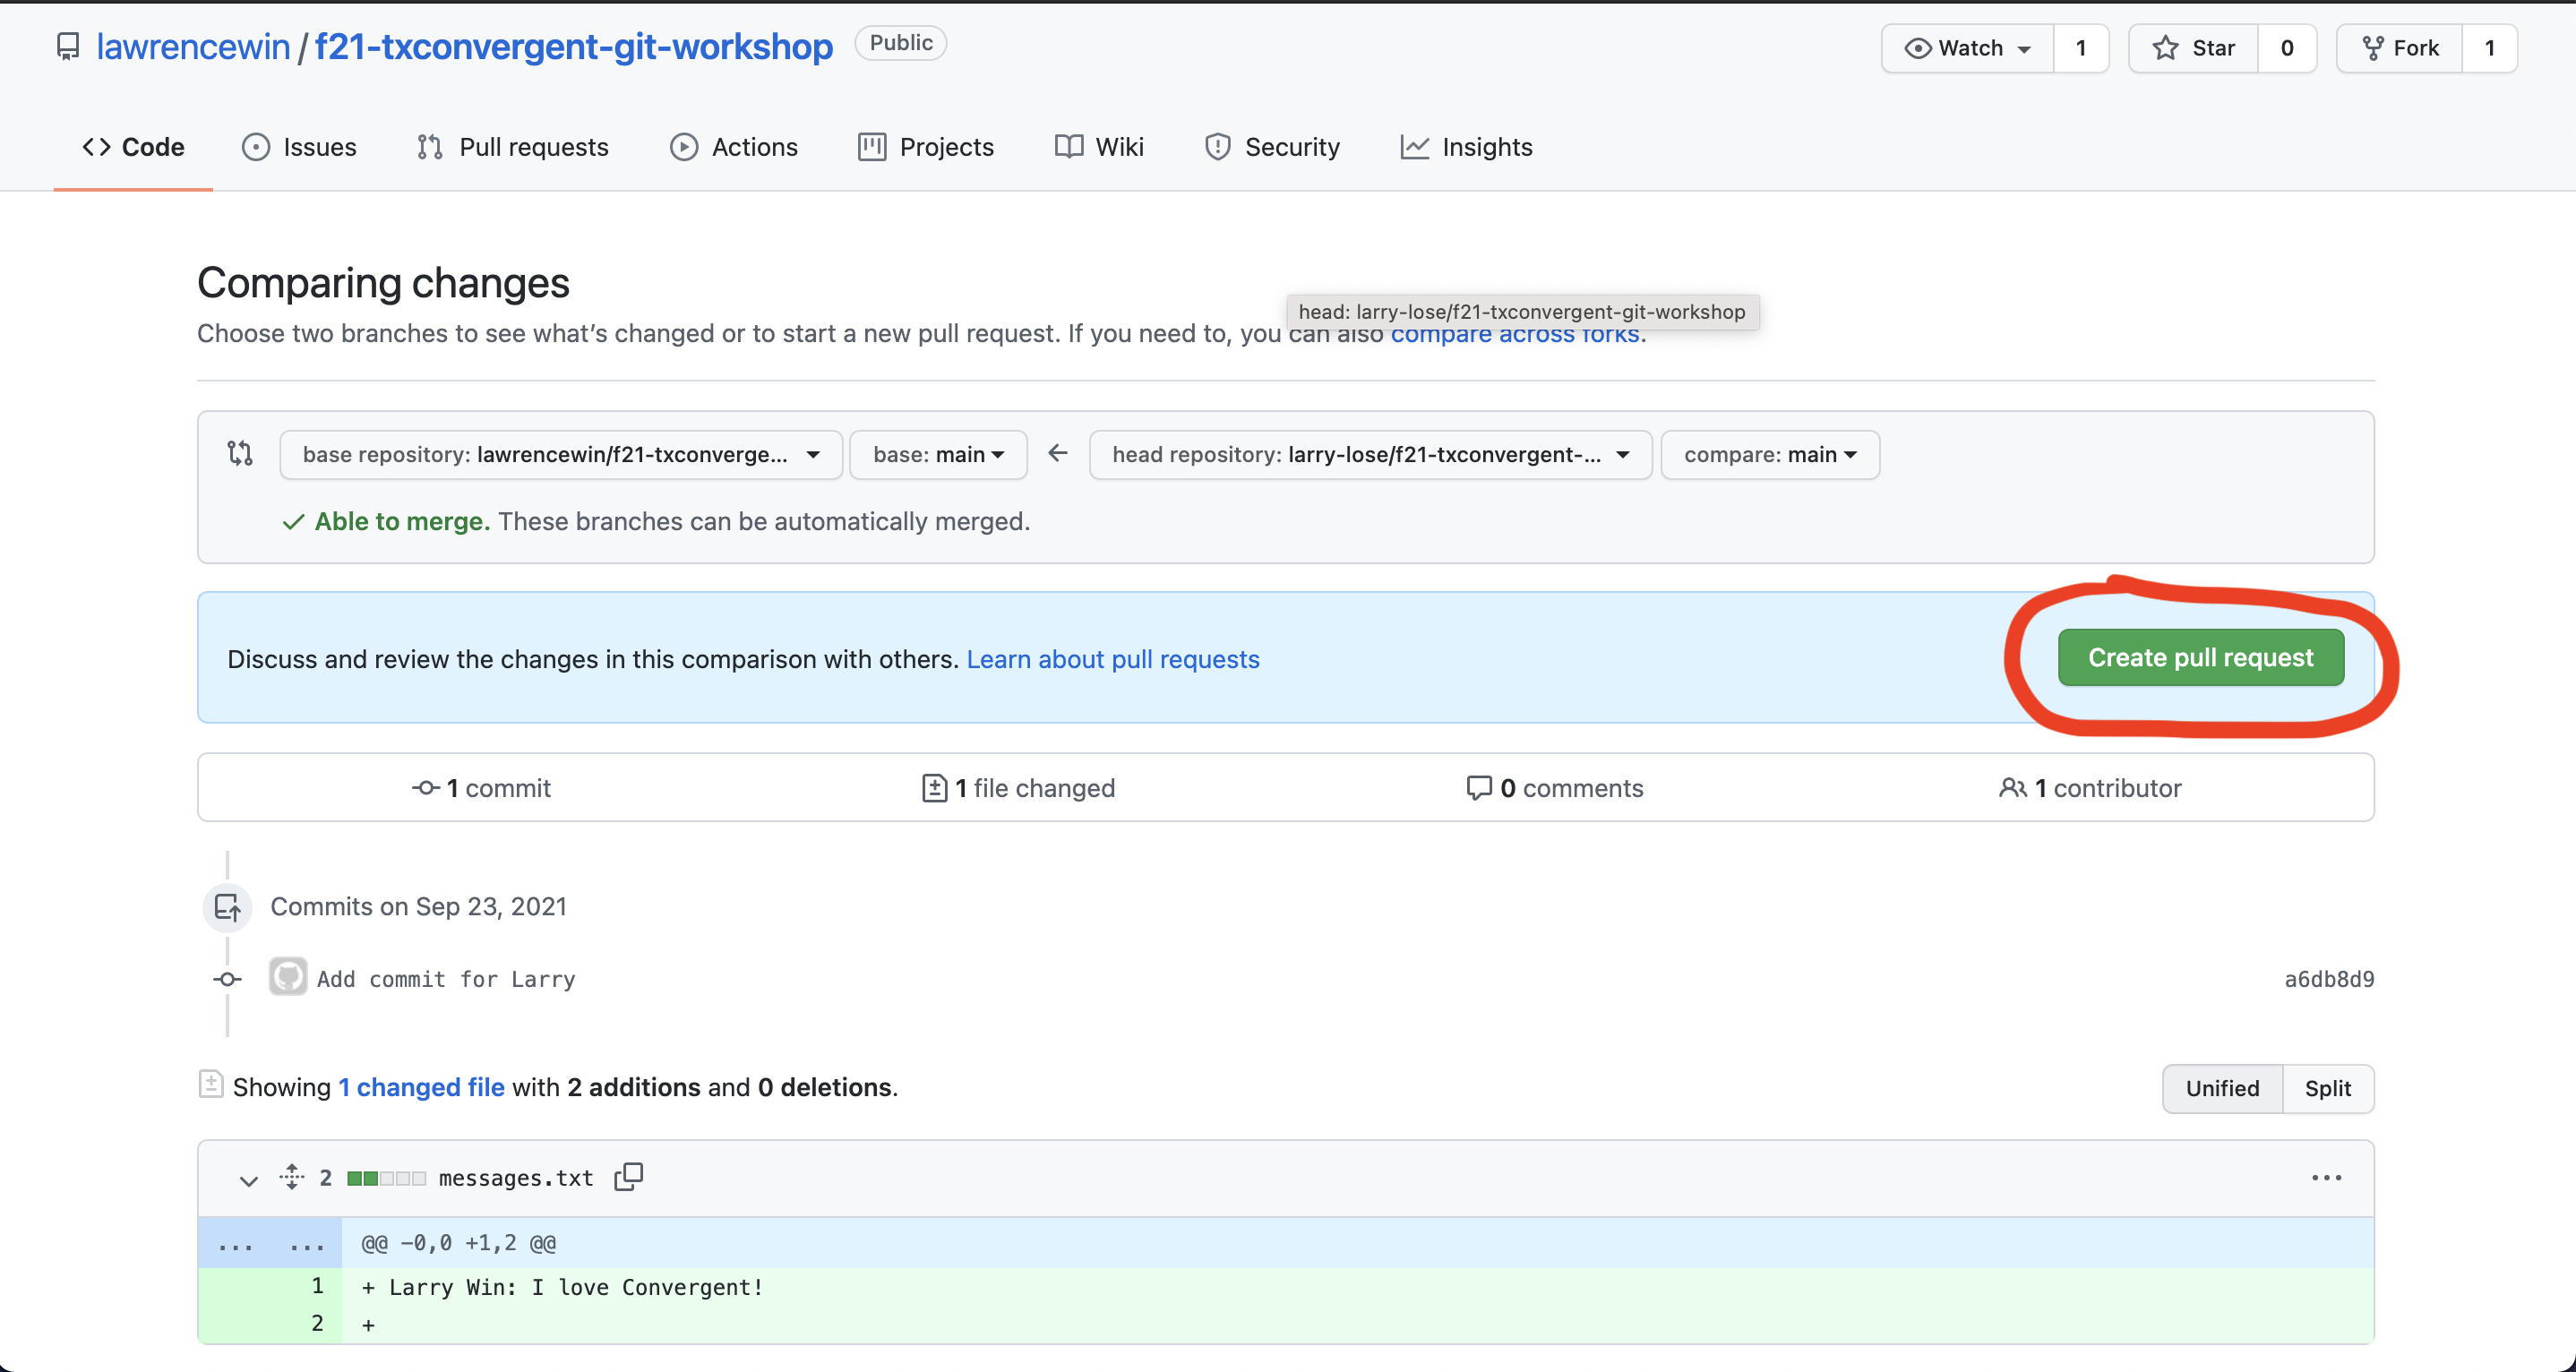 lawrencewin / f21-txconvergent-git-workshop Public Watch 1 Star 0 Fork 1
Code Issues Pull requests Actions Projects Wiki Security Insights
Comparing changes
head: larry-lose/f21-txconvergent-git-workshop
Choose two branches to see what’s changed or to start a new pull request. If you need to, you can also compare across forks.
base repository: lawrencewin/f21-txconverge... base: main ← head repository: larry-lose/f21-txconvergent-... compare: main
Able to merge. These branches can be automatically merged.
Discuss and review the changes in this comparison with others. Learn about pull requests Create pull request
1 commit 1 file changed 0 comments 1 contributor
Commits on Sep 23, 2021
Add commit for Larry a6db8d9
Showing 1 changed file with 2 additions and 0 deletions. Unified Split
2 messages.txt ...
... ... @@ -0,0 +1,2 @@
1 + Larry Win: I love Convergent!
2 +